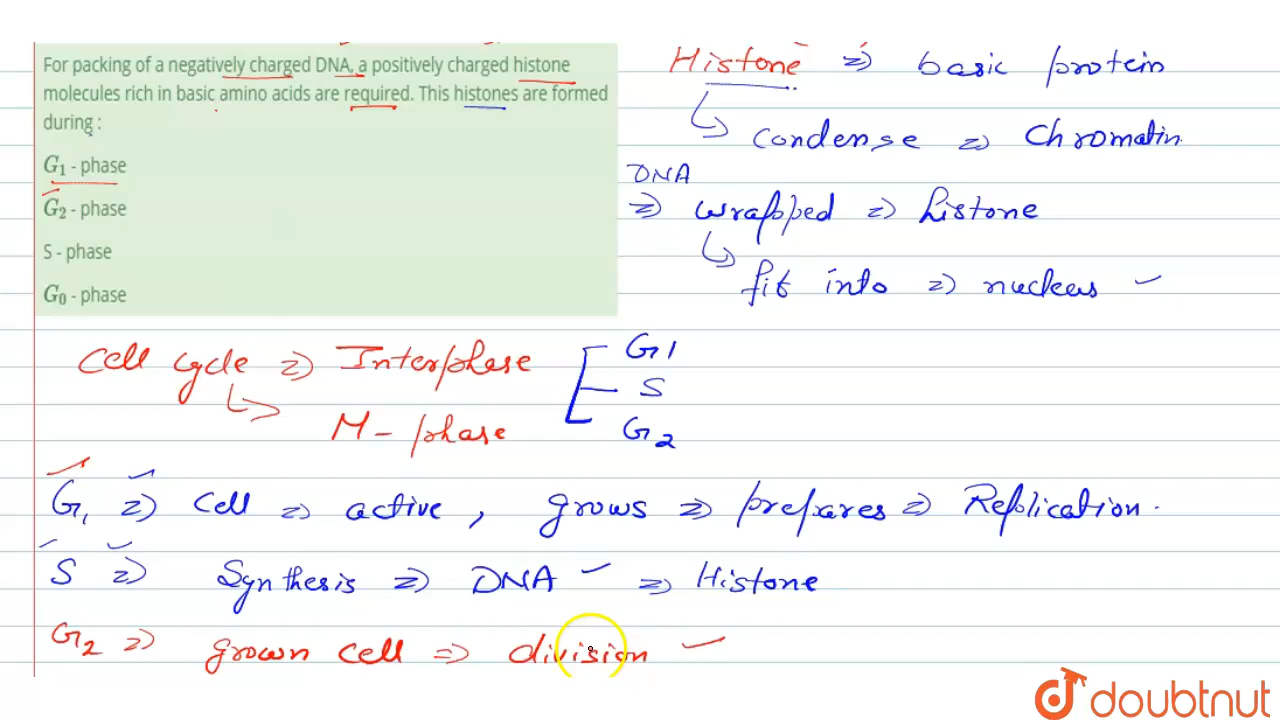 For packing of a negatively charged DNA, a positively charged histone
molecules rich in basic amino acids are required. This histones are formed
during :
G₁ - phase
G₂ - phase
S - phase
G₀ - phase
Histone ⇒ basic protein
↳ Condense ⇒ Chromatin.
DNA
⇒ wrapped ⇒ histone
↳ fit into ⇒ nucleus
Cell cycle ⇒ Interphase
↳ M-phase
G1
S
G2
G₁ ⇒ Cell ⇒ active, grows ⇒ prepares ⇒ Replication.
S ⇒ Synthesis ⇒ DNA ⇒ Histone
G₂ ⇒ grown cell ⇒ division
doubtnut